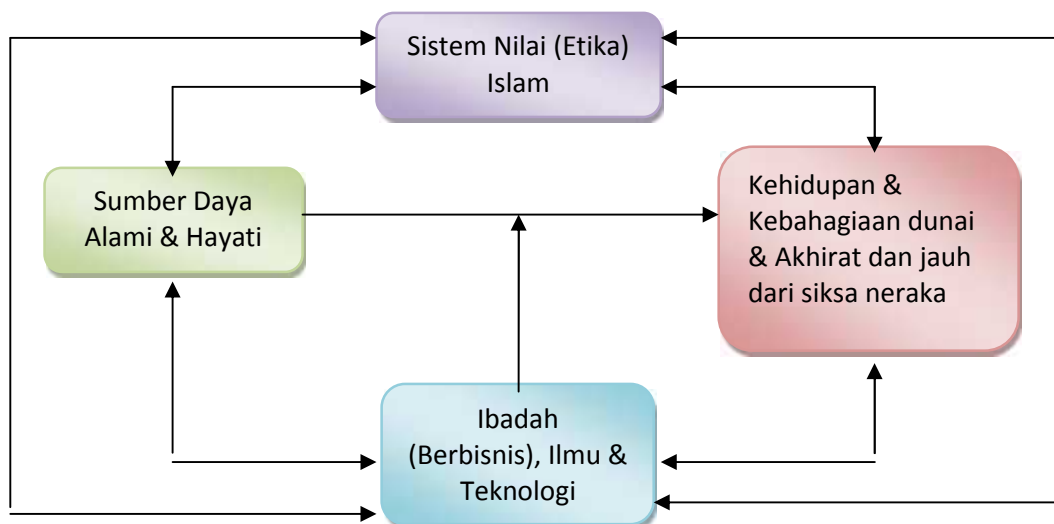 Sistem Nilai (Etika)
Islam
Sumber Daya
Alami & Hayati
Kehidupan &
Kebahagiaan dunai
& Akhirat dan jauh
dari siksa neraka
Ibadah
(Berbisnis), Ilmu &
Teknologi